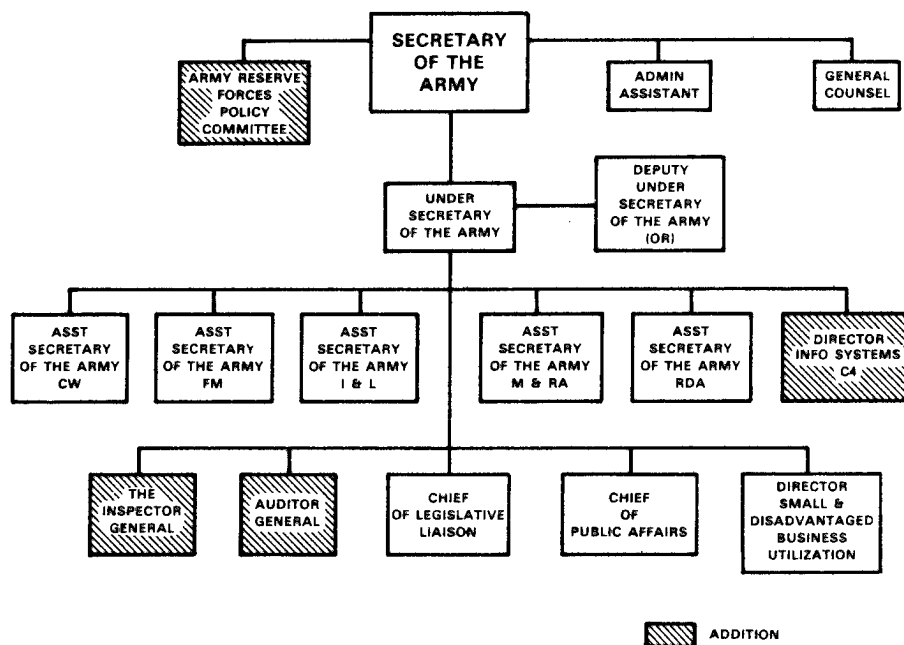 SECRETARY
OF THE
ARMY
ARMY RESERVE
FORCES
POLICY
COMMITTEE
ADMIN
ASSISTANT
GENERAL
COUNSEL
UNDER
SECRETARY
OF THE ARMY
DEPUTY
UNDER
SECRETARY
OF THE ARMY
(OR)
ASST
SECRETARY
OF THE ARMY
CW
ASST
SECRETARY
OF THE ARMY
FM
ASST
SECRETARY
OF THE ARMY
I & L
ASST
SECRETARY
OF THE ARMY
M & RA
ASST
SECRETARY
OF THE ARMY
RDA
DIRECTOR
INFO SYSTEMS
C4
THE
INSPECTOR
GENERAL
AUDITOR
GENERAL
CHIEF
OF LEGISLATIVE
LIAISON
CHIEF
OF
PUBLIC AFFAIRS
DIRECTOR
SMALL &
DISADVANTAGED
BUSINESS
UTILIZATION
ADDITION